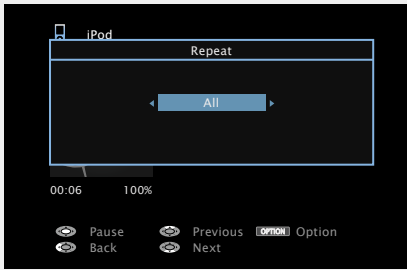 iPod
Repeat
All
00:06 100%
Pause Previous OPTION Option
Back Next